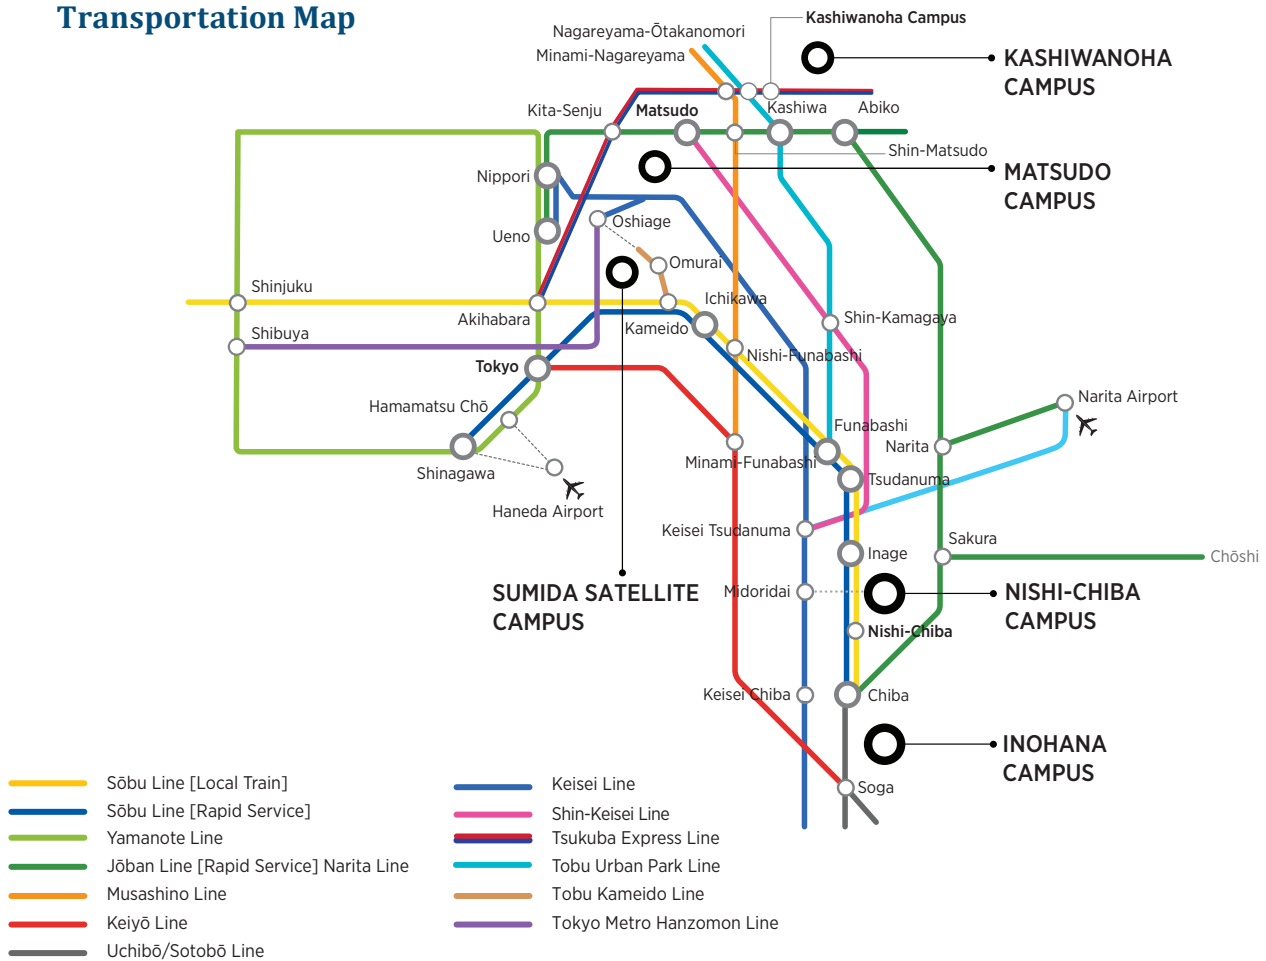 Transportation Map
Kashiwanoha Campus
Nagareyama-Ōtakanomori
Minami-Nagareyama
KASHIWANOHA
CAMPUS
Kita-Senju
Matsudo
Kashiwa
Abiko
Shin-Matsudo
Nippori
MATSUDO
CAMPUS
Oshiage
Ueno
Omurai
Shinjuku
Ichikawa
Akihabara
Kameido
Shin-Kamagaya
Shibuya
Nishi-Funabashi
Tokyo
Hamamatsu Chō
Narita Airport
Funabashi
Narita
Minami-Funabashi
Shinagawa
Tsudanuma
Haneda Airport
Keisei Tsudanuma
Sakura
Inage
Chōshi
SUMIDA SATELLITE
CAMPUS
Midoridai
NISHI-CHIBA
CAMPUS
Nishi-Chiba
Keisei Chiba
Chiba
INOHANA
CAMPUS
Soga
Sōbu Line [Local Train]
Sōbu Line [Rapid Service]
Yamanote Line
Jōban Line [Rapid Service] Narita Line
Musashino Line
Keiyō Line
Uchibō/Sotobō Line
Keisei Line
Shin-Keisei Line
Tsukuba Express Line
Tobu Urban Park Line
Tobu Kameido Line
Tokyo Metro Hanzomon Line